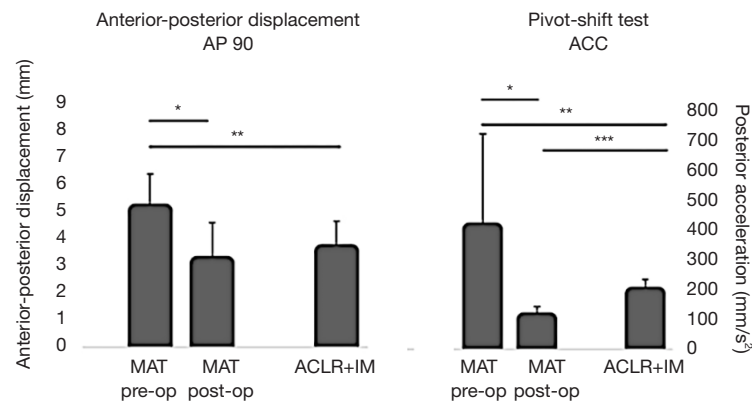 Anterior-posterior displacement
AP 90
Anterior-posterior displacement (mm)
9
8
7
6
5
4
3
2
1
0
*
**
MAT
pre-op
MAT
post-op
ACLR+IM
Pivot-shift test
ACC
*
**
***
800
700
600
500
400
300
200
100
0
Posterior acceleration (mm/s²)
MAT
pre-op
MAT
post-op
ACLR+IM